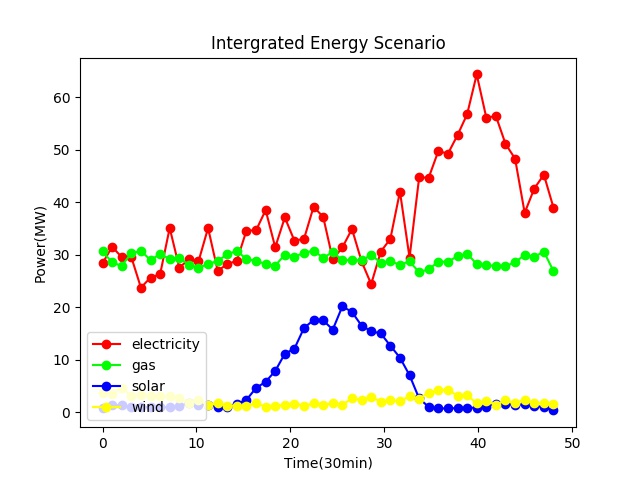 Intergrated Energy Scenario
Power(MW)
60
50
40
30
20
10
0
electricity
gas
solar
wind
0 10 20 30 40 50
Time(30min)